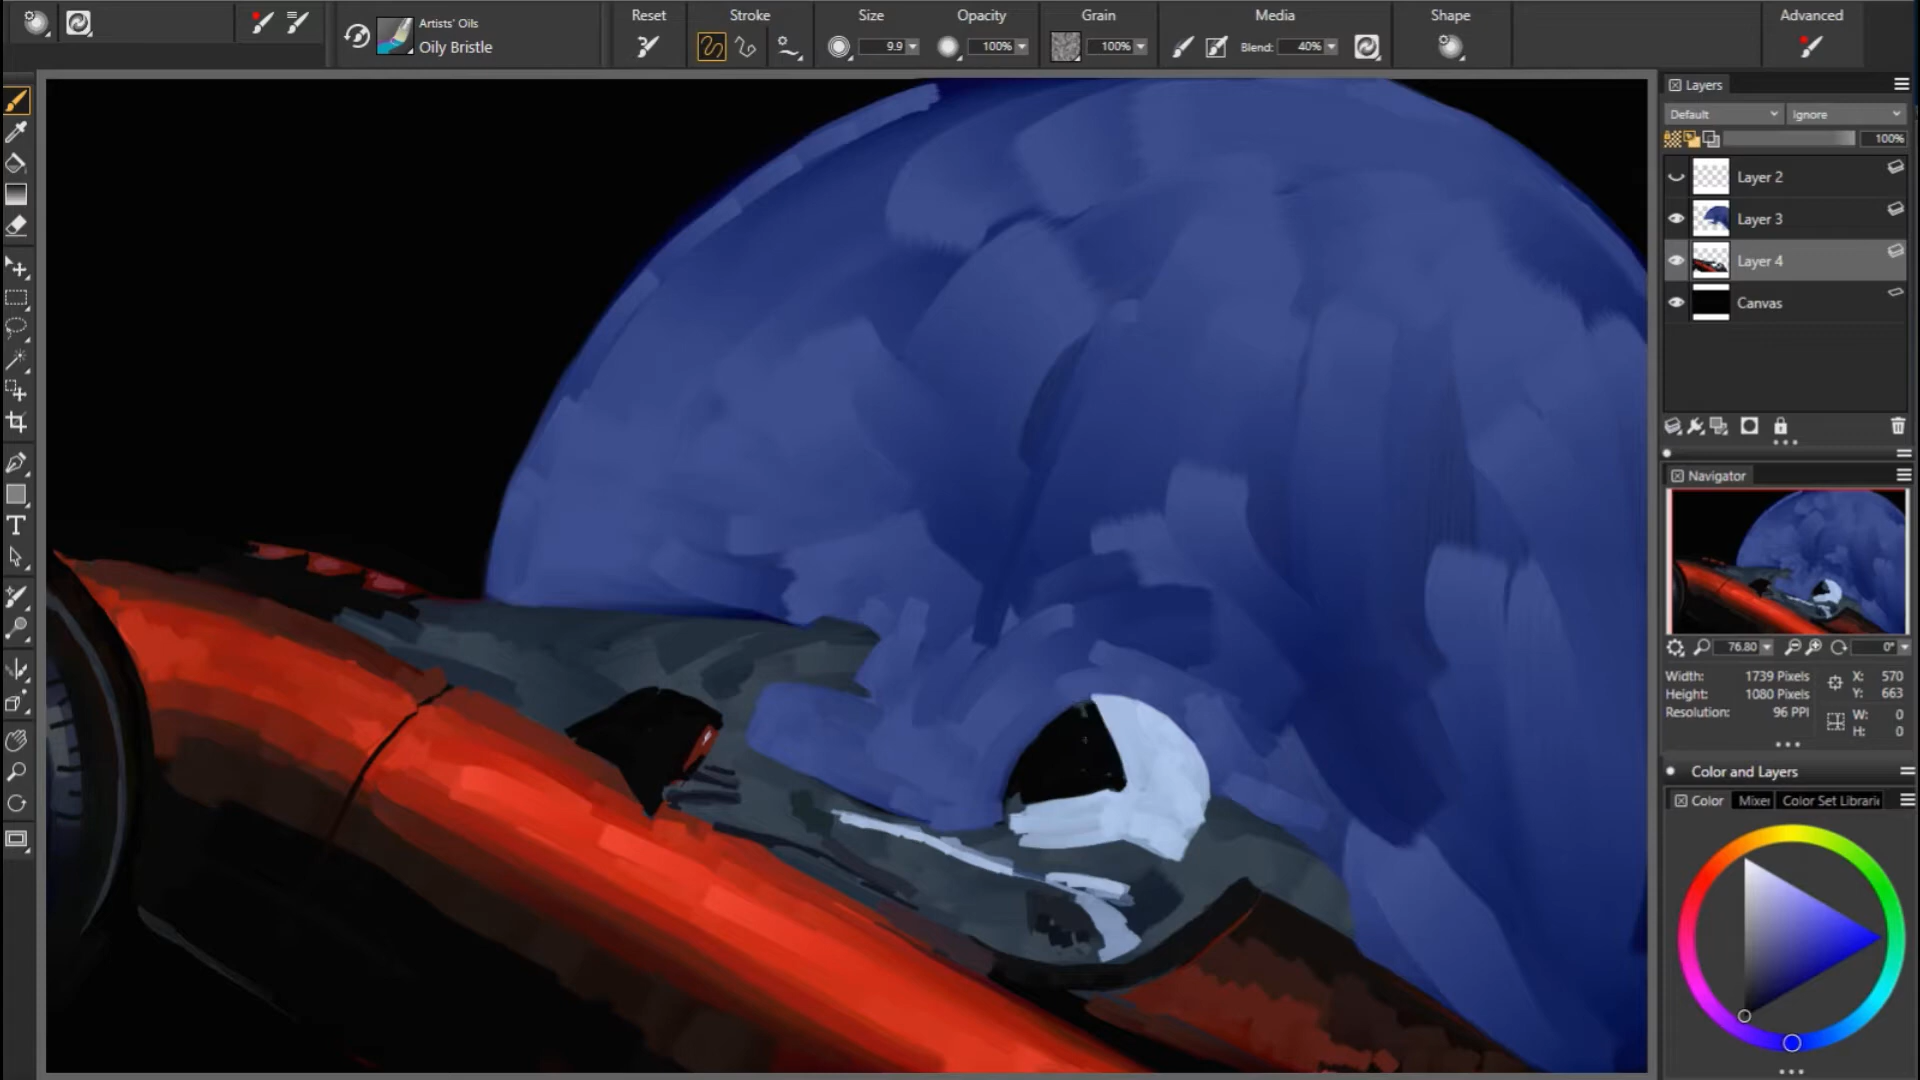 Artists' Oils
Oily Bristle
Reset
Stroke
Size
9.9
Opacity
100%
Grain
100%
Media
Blend: 40%
Shape
Advanced
Layers
Default
Ignore
100%
Layer 2
Layer 3
Layer 4
Canvas
Navigator
76.80
0°
Width: 1739 Pixels
Height: 1080 Pixels
Resolution: 96 PPI
X: 570
Y: 663
W: 0
H: 0
Color and Layers
Color
Mixer
Color Set Librari
T